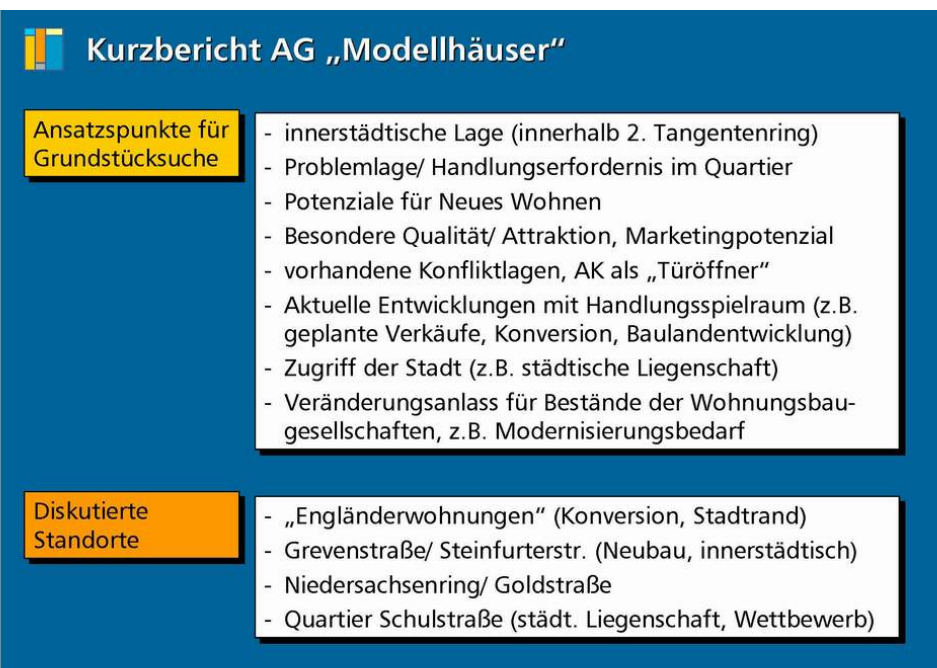 Kurzbericht AG „Modellhäuser“
Ansatzspunkte für
Grundstücksuche
- innerstädtische Lage (innerhalb 2. Tangentenring)
- Problemlage/ Handlungserfordernis im Quartier
- Potenziale für Neues Wohnen
- Besondere Qualität/ Attraktion, Marketingpotenzial
- vorhandene Konfliktlagen, AK als „Türöffner“
- Aktuelle Entwicklungen mit Handlungsspielraum (z.B.
geplante Verkäufe, Konversion, Baulandentwicklung)
- Zugriff der Stadt (z.B. städtische Liegenschaft)
- Veränderungsanlass für Bestände der Wohnungsbau-
gesellschaften, z.B. Modernisierungsbedarf
Diskutierte
Standorte
- „Engländerwohnungen“ (Konversion, Stadtrand)
- Grevenstraße/ Steinfurterstr. (Neubau, innerstädtisch)
- Niedersachsenring/ Goldstraße
- Quartier Schulstraße (städt. Liegenschaft, Wettbewerb)